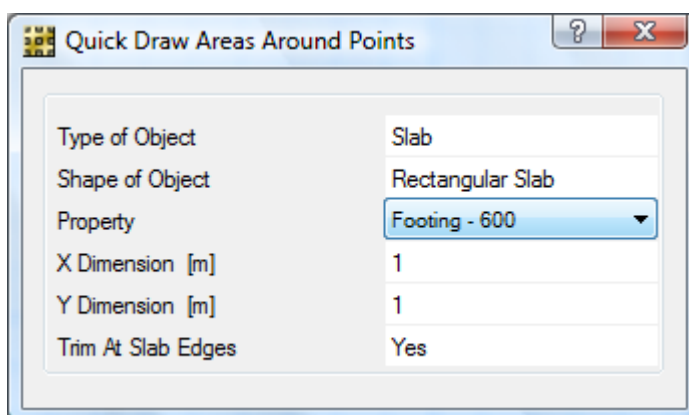 Quick Draw Areas Around Points
Type of Object Slab
Shape of Object Rectangular Slab
Property Footing - 600
X Dimension [m] 1
Y Dimension [m] 1
Trim At Slab Edges Yes